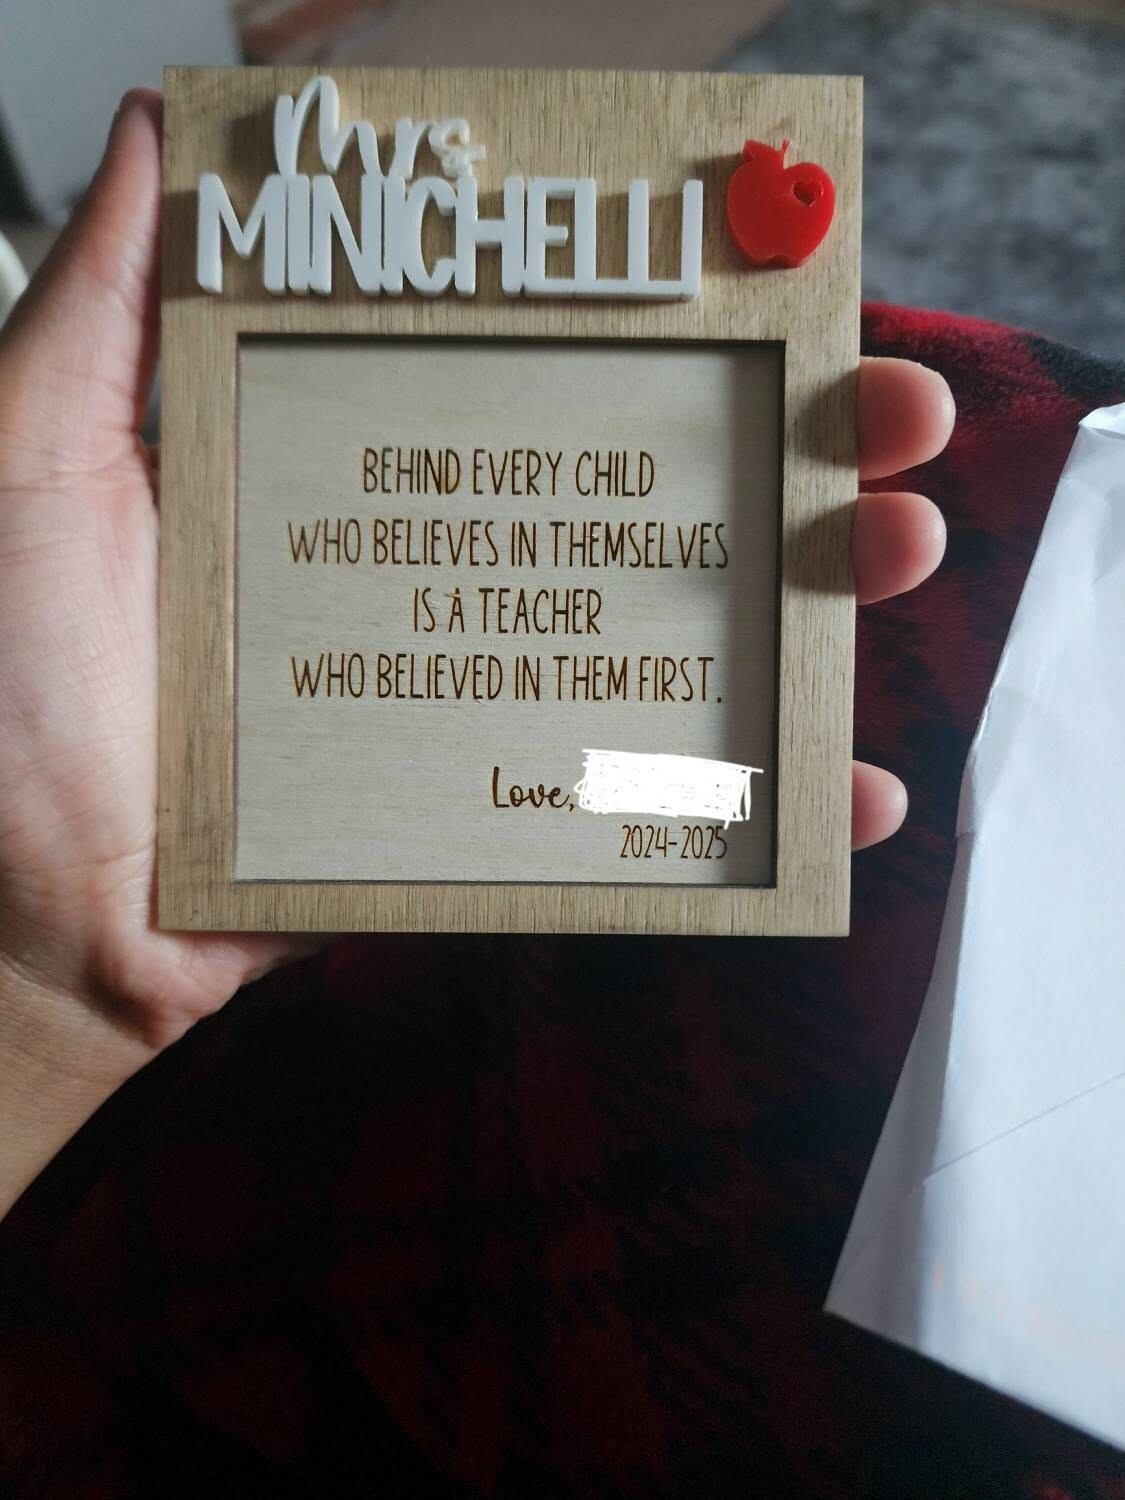 Mrs.
MINICHELLI
BEHIND EVERY CHILD
WHO BELIEVES IN THEMSELVES
IS A TEACHER
WHO BELIEVED IN THEM FIRST.
Love,
2024-2025